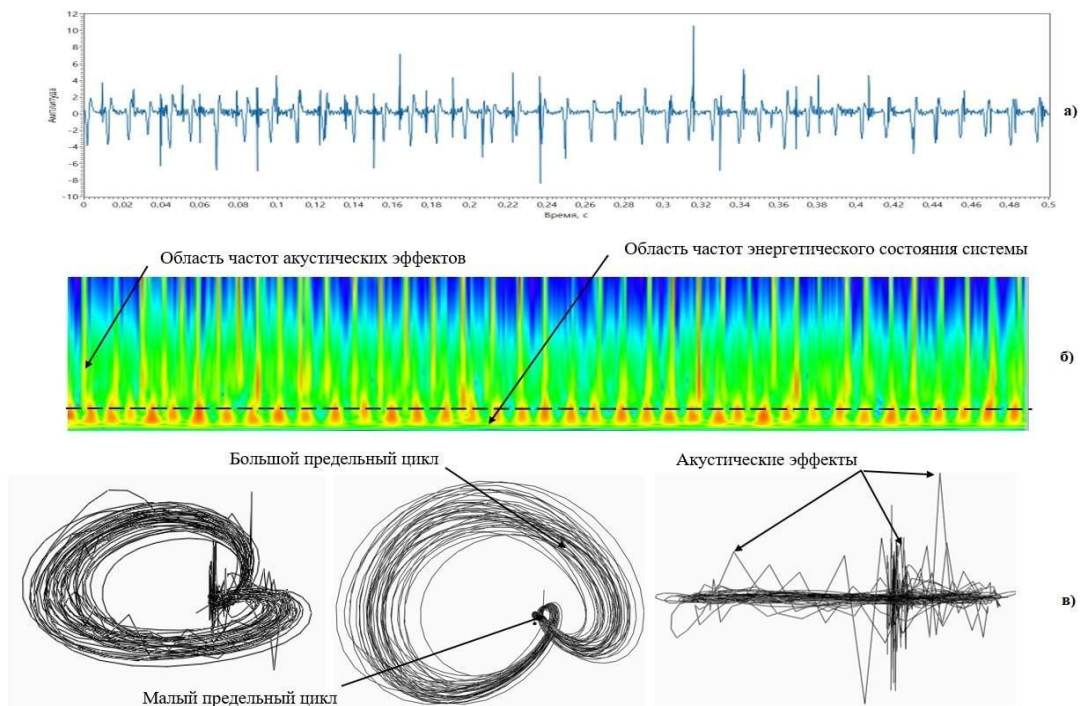 12
10
8
6
4
2
0
-2
-4
-6
-8
-10
Амплитуда
0 0,02 0,04 0,06 0,08 0,1 0,12 0,14 0,16 0,18 0,2 0,22 0,24 0,26 0,28 0,3 0,32 0,34 0,36 0,38 0,4 0,42 0,44 0,46 0,48 0,5
Время, с
а)
Область частот акустических эффектов
Область частот энергетического состояния системы
б)
Большой предельный цикл
Акустические эффекты
в)
Малый предельный цикл